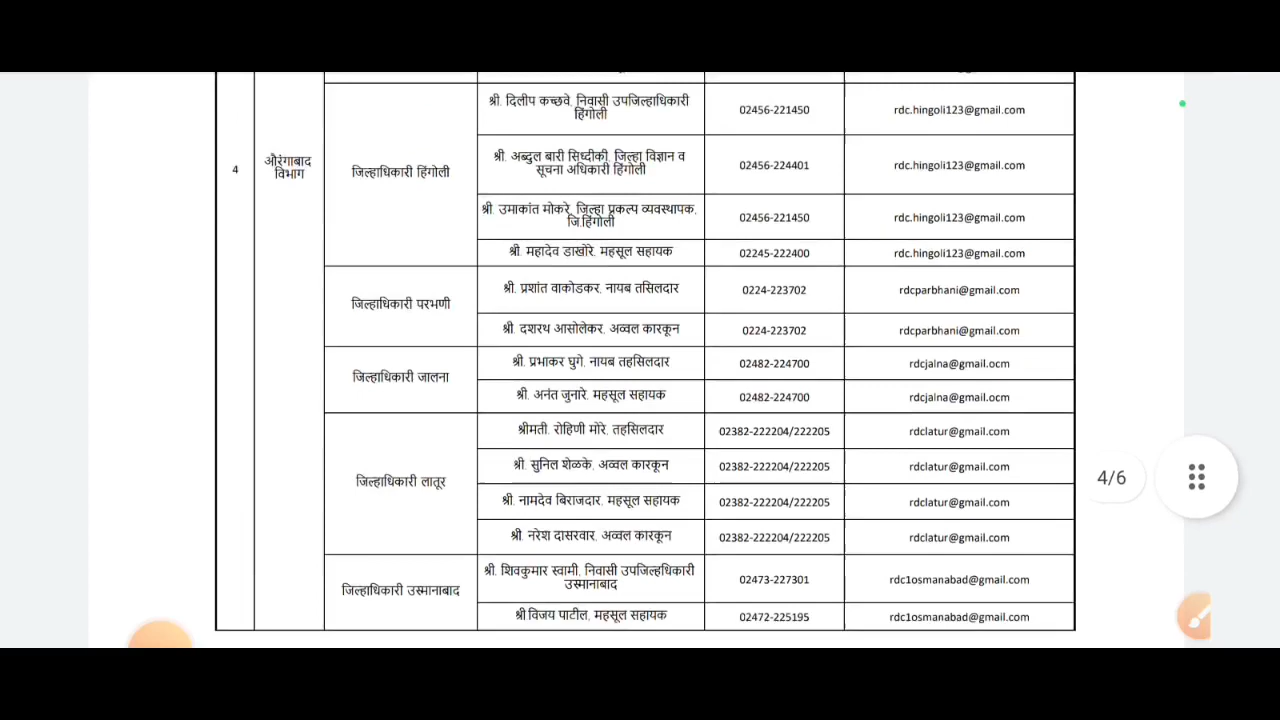 श्री. दिलीप कच्छवे, निवासी उपजिल्हाधिकारी
हिंगोली
02456-221450
rdc.hingoli123@gmail.com
4
औरंगाबाद
विभाग
जिल्हाधिकारी हिंगोली
श्री. अब्दुल बारी सिध्दीकी, जिल्हा विज्ञान व
सूचना अधिकारी हिंगोली
02456-224401
rdc.hingoli123@gmail.com
श्री. उमाकांत मोकरे, जिल्हा प्रकल्प व्यवस्थापक,
जि.हिंगोली
02456-221450
rdc.hingoli123@gmail.com
श्री. महादेव डाखोरे, महसूल सहायक
02245-222400
rdc.hingoli123@gmail.com
जिल्हाधिकारी परभणी
श्री. प्रशांत वाकोडकर, नायब तसिलदार
0224-223702
rdcparbhani@gmail.com
श्री. दशरथ आसोलेकर, अव्वल कारकून
0224-223702
rdcparbhani@gmail.com
जिल्हाधिकारी जालना
श्री. प्रभाकर घुगे, नायब तहसिलदार
02482-224700
rdcjalna@gmail.ocm
श्री. अनंत जुनारे, महसूल सहायक
02482-224700
rdcjalna@gmail.ocm
जिल्हाधिकारी लातूर
श्रीमती. रोहिणी मोरे, तहसिलदार
02382-222204/222205
rdclatur@gmail.com
श्री. सुनिल शेळके, अव्वल कारकून
02382-222204/222205
rdclatur@gmail.com
श्री. नामदेव बिराजदार, महसूल सहायक
02382-222204/222205
rdclatur@gmail.com
श्री. नरेश दासरवार, अव्वल कारकून
02382-222204/222205
rdclatur@gmail.com
जिल्हाधिकारी उस्मानाबाद
श्री. शिवकुमार स्वामी, निवासी उपजिल्हधिकारी
उस्मानाबाद
02473-227301
rdc1osmanabad@gmail.com
श्री विजय पाटील, महसूल सहायक
02472-225195
rdc1osmanabad@gmail.com
4/6